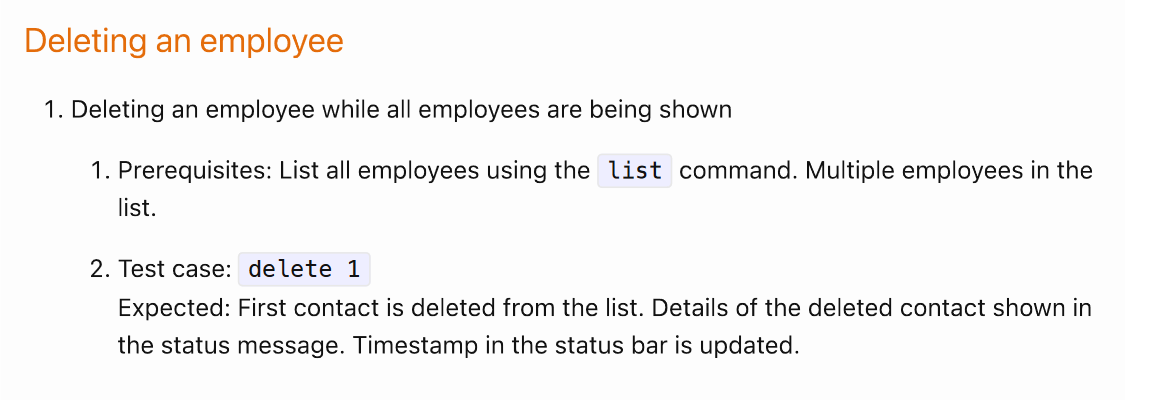 Deleting an employee
1. Deleting an employee while all employees are being shown
1. Prerequisites: List all employees using the list command. Multiple employees in the
list.
2. Test case: delete 1
Expected: First contact is deleted from the list. Details of the deleted contact shown in
the status message. Timestamp in the status bar is updated.